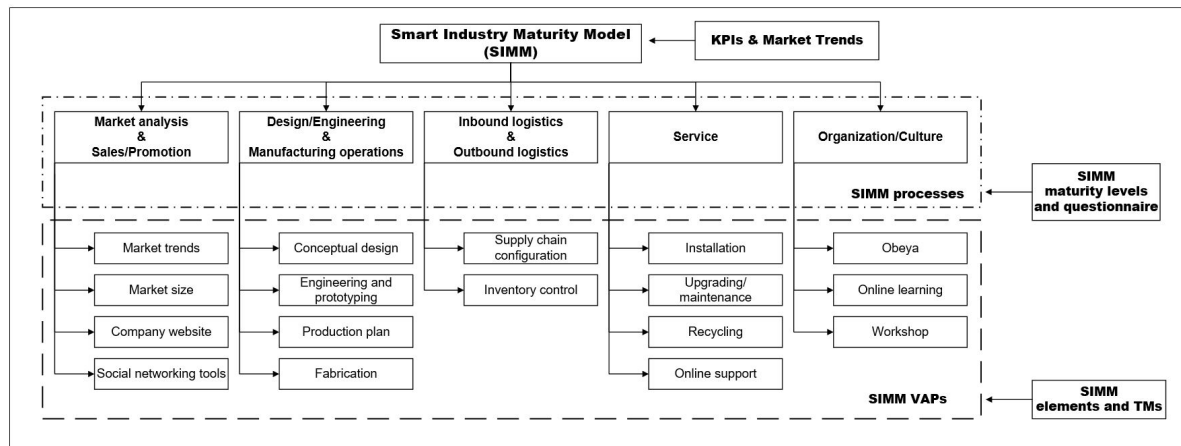 Smart Industry Maturity Model
(SIMM)
KPIs & Market Trends
Market analysis
&
Sales/Promotion
Design/Engineering
&
Manufacturing operations
Inbound logistics
&
Outbound logistics
Service
Organization/Culture
SIMM processes
SIMM
maturity levels
and questionnaire
Market trends
Market size
Company website
Social networking tools
Conceptual design
Engineering and
prototyping
Production plan
Fabrication
Supply chain
configuration
Inventory control
Installation
Upgrading/
maintenance
Recycling
Online support
Obeya
Online learning
Workshop
SIMM VAPs
SIMM
elements and TMs